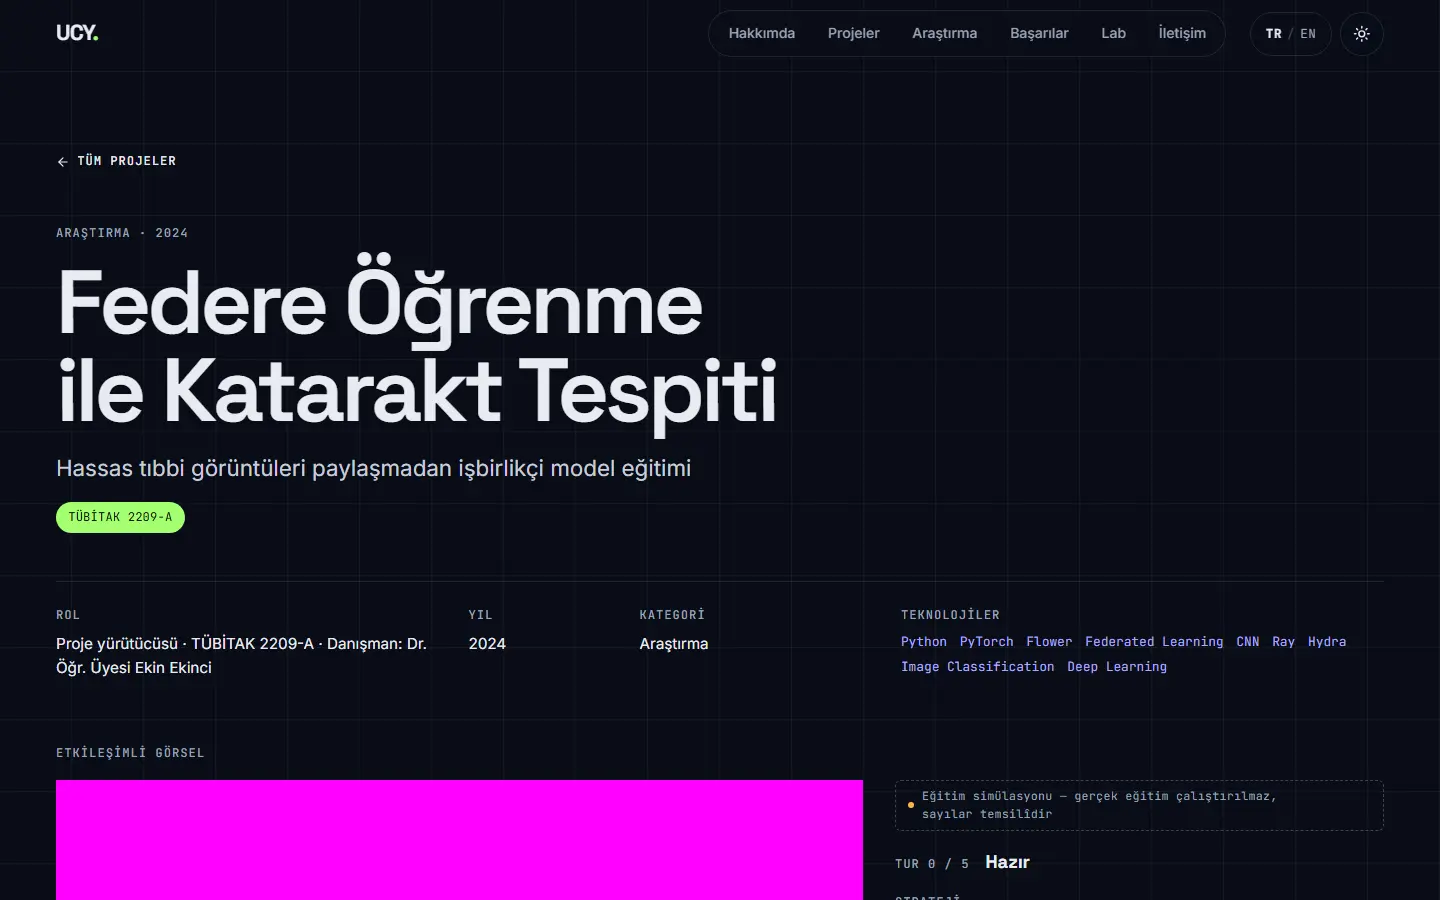 UCY.
Hakkımda Projeler Araştırma Başarılar Lab İletişim
TR / EN
← TÜM PROJELER
ARAŞTIRMA · 2024
Federe Öğrenme
ile Katarakt Tespiti
Hassas tıbbi görüntüleri paylaşmadan işbirlikçi model eğitimi
TÜBİTAK 2209-A
ROL
Proje yürütücüsü · TÜBİTAK 2209-A · Danışman: Dr.
Öğr. Üyesi Ekin Ekinci
YIL
2024
KATEGORİ
Araştırma
TEKNOLOJİLER
Python PyTorch Flower Federated Learning CNN Ray Hydra
Image Classification Deep Learning
ETKİLEŞİMLİ GÖRSEL
Eğitim simülasyonu — gerçek eğitim çalıştırılmaz,
sayılar temsilîdir
TUR 0 / 5 Hazır
STRATEJİ